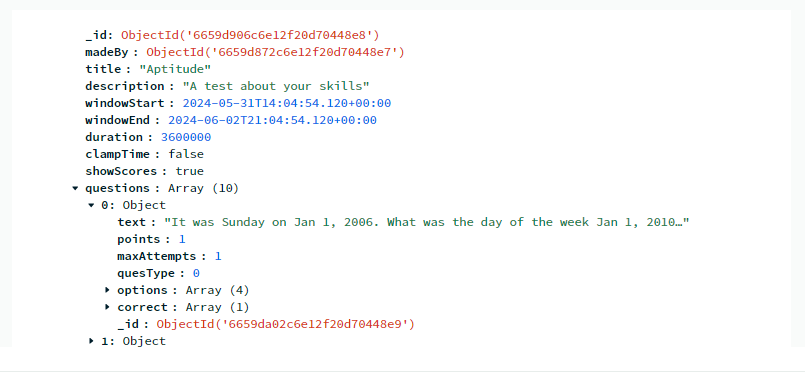 _id: ObjectId('6659d906c6e12f20d70448e8')
madeBy : ObjectId('6659d872c6e12f20d70448e7')
title : "Aptitude"
description : "A test about your skills"
windowStart : 2024-05-31T14:04:54.120+00:00
windowEnd : 2024-06-02T21:04:54.120+00:00
duration : 3600000
clampTime : false
showScores : true
questions : Array (10)
0: Object
text : "It was Sunday on Jan 1, 2006. What was the day of the week Jan 1, 2010…"
points : 1
maxAttempts : 1
quesType : 0
options : Array (4)
correct : Array (1)
_id : ObjectId('6659da02c6e12f20d70448e9')
1: Object